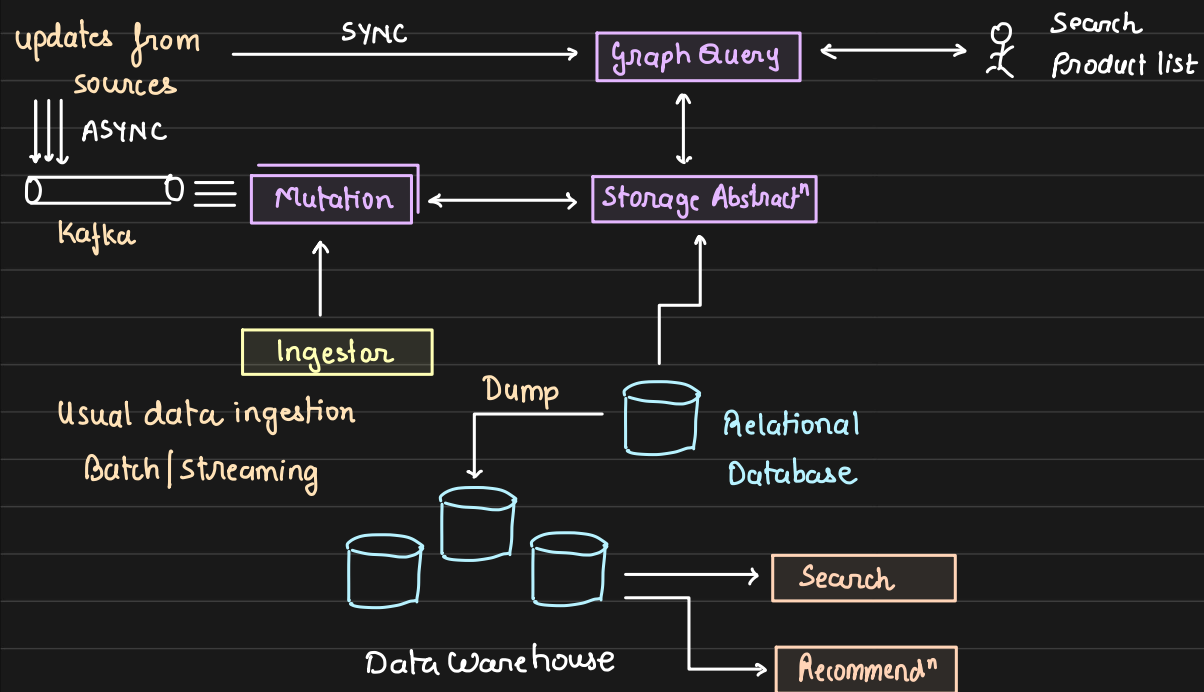 updates from
sources
SYNC
Graph Query
Search
Product list
ASYNC
Kafka
Mutation
Storage Abstractⁿ
Ingestor
Usual data ingestion
Batch|Streaming
Dump
Relational
Database
Data Warehouse
Search
Recommendⁿ